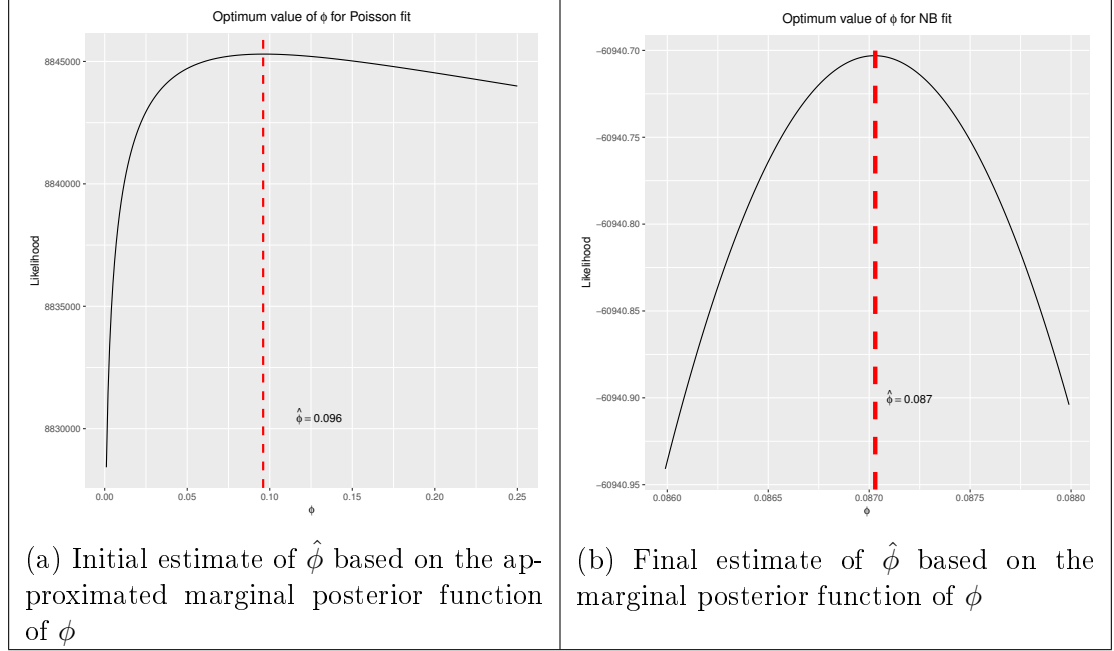 Optimum value of ϕ for Poisson fit
Likelihood
8845000
8840000
8835000
8830000
ϕ̂ = 0.096
0.00 0.05 0.10 0.15 0.20 0.25
ϕ
(a) Initial estimate of ϕ̂ based on the ap-
proximated marginal posterior function
of ϕ
Optimum value of ϕ for NB fit
Likelihood
−60940.70
−60940.75
−60940.80
−60940.85
−60940.90
−60940.95
ϕ̂ = 0.087
0.0860 0.0865 0.0870 0.0875 0.0880
ϕ
(b) Final estimate of ϕ̂ based on the
marginal posterior function of ϕ